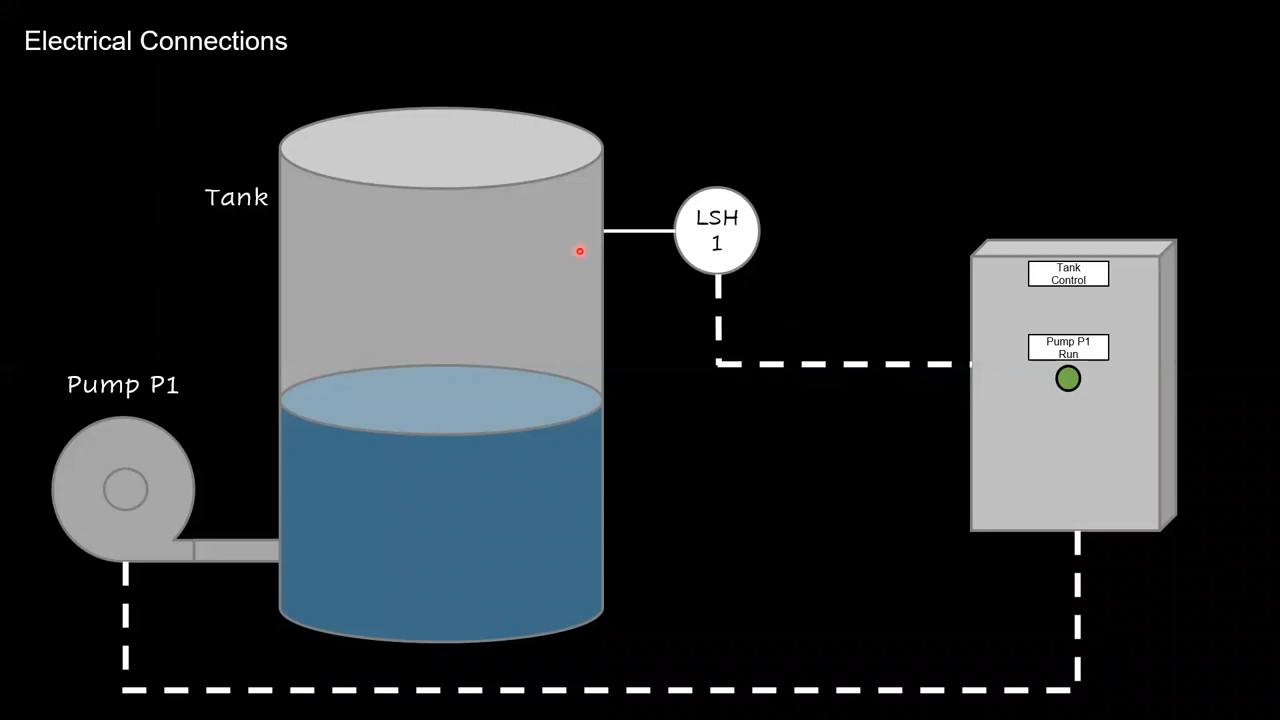 Electrical Connections
Tank
LSH
1
Tank
Control
Pump P1
Run
Pump P1